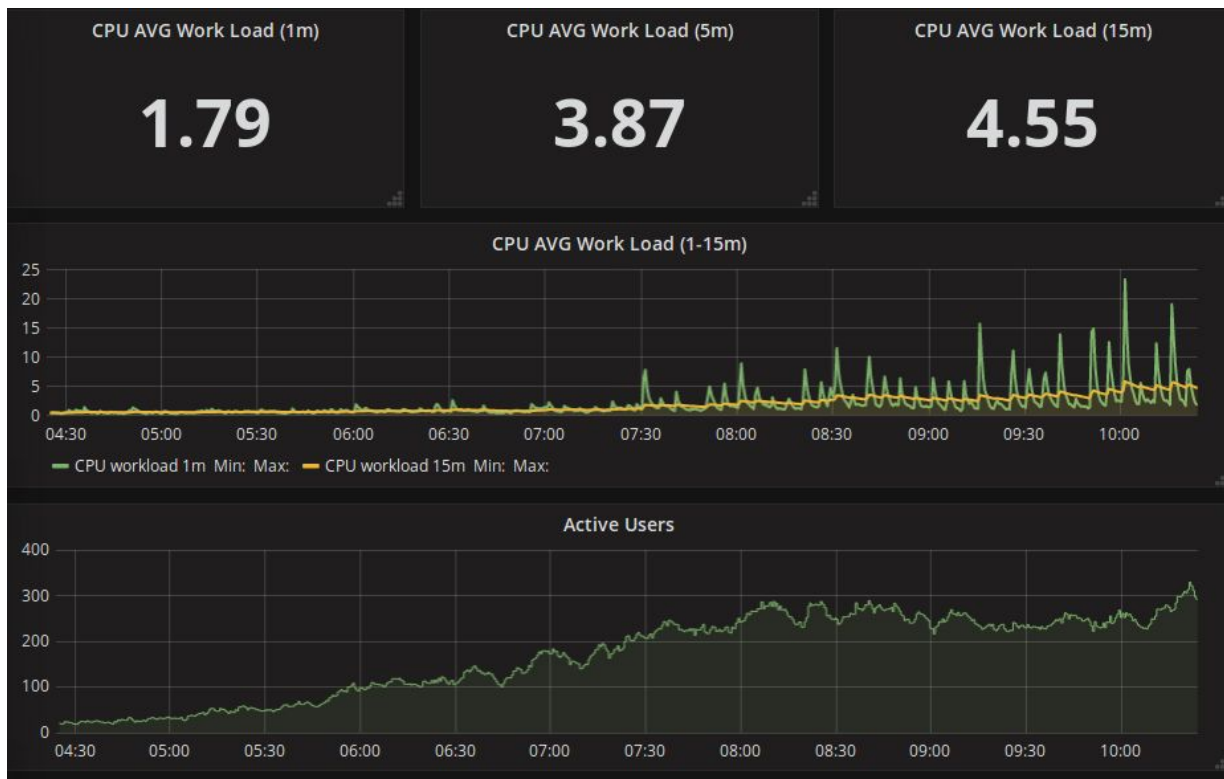 CPU AVG Work Load (1m)
CPU AVG Work Load (5m)
CPU AVG Work Load (15m)
1.79
3.87
4.55
CPU AVG Work Load (1-15m)
25
20
15
10
5
0
04:30 05:00 05:30 06:00 06:30 07:00 07:30 08:00 08:30 09:00 09:30 10:00
CPU workload 1m Min: Max: CPU workload 15m Min: Max:
Active Users
400
300
200
100
0
04:30 05:00 05:30 06:00 06:30 07:00 07:30 08:00 08:30 09:00 09:30 10:00